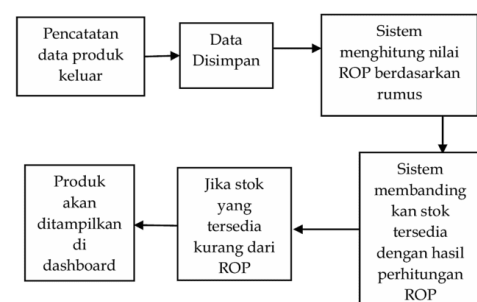 Pencatatan
data produk
keluar
Data
Disimpan
Sistem
menghitung nilai
ROP berdasarkan
rumus
Sistem
membanding
kan stok
tersedia
dengan hasil
perhitungan
ROP
Jika stok
yang
tersedia
kurang dari
ROP
Produk
akan
ditampilkan
di
dashboard